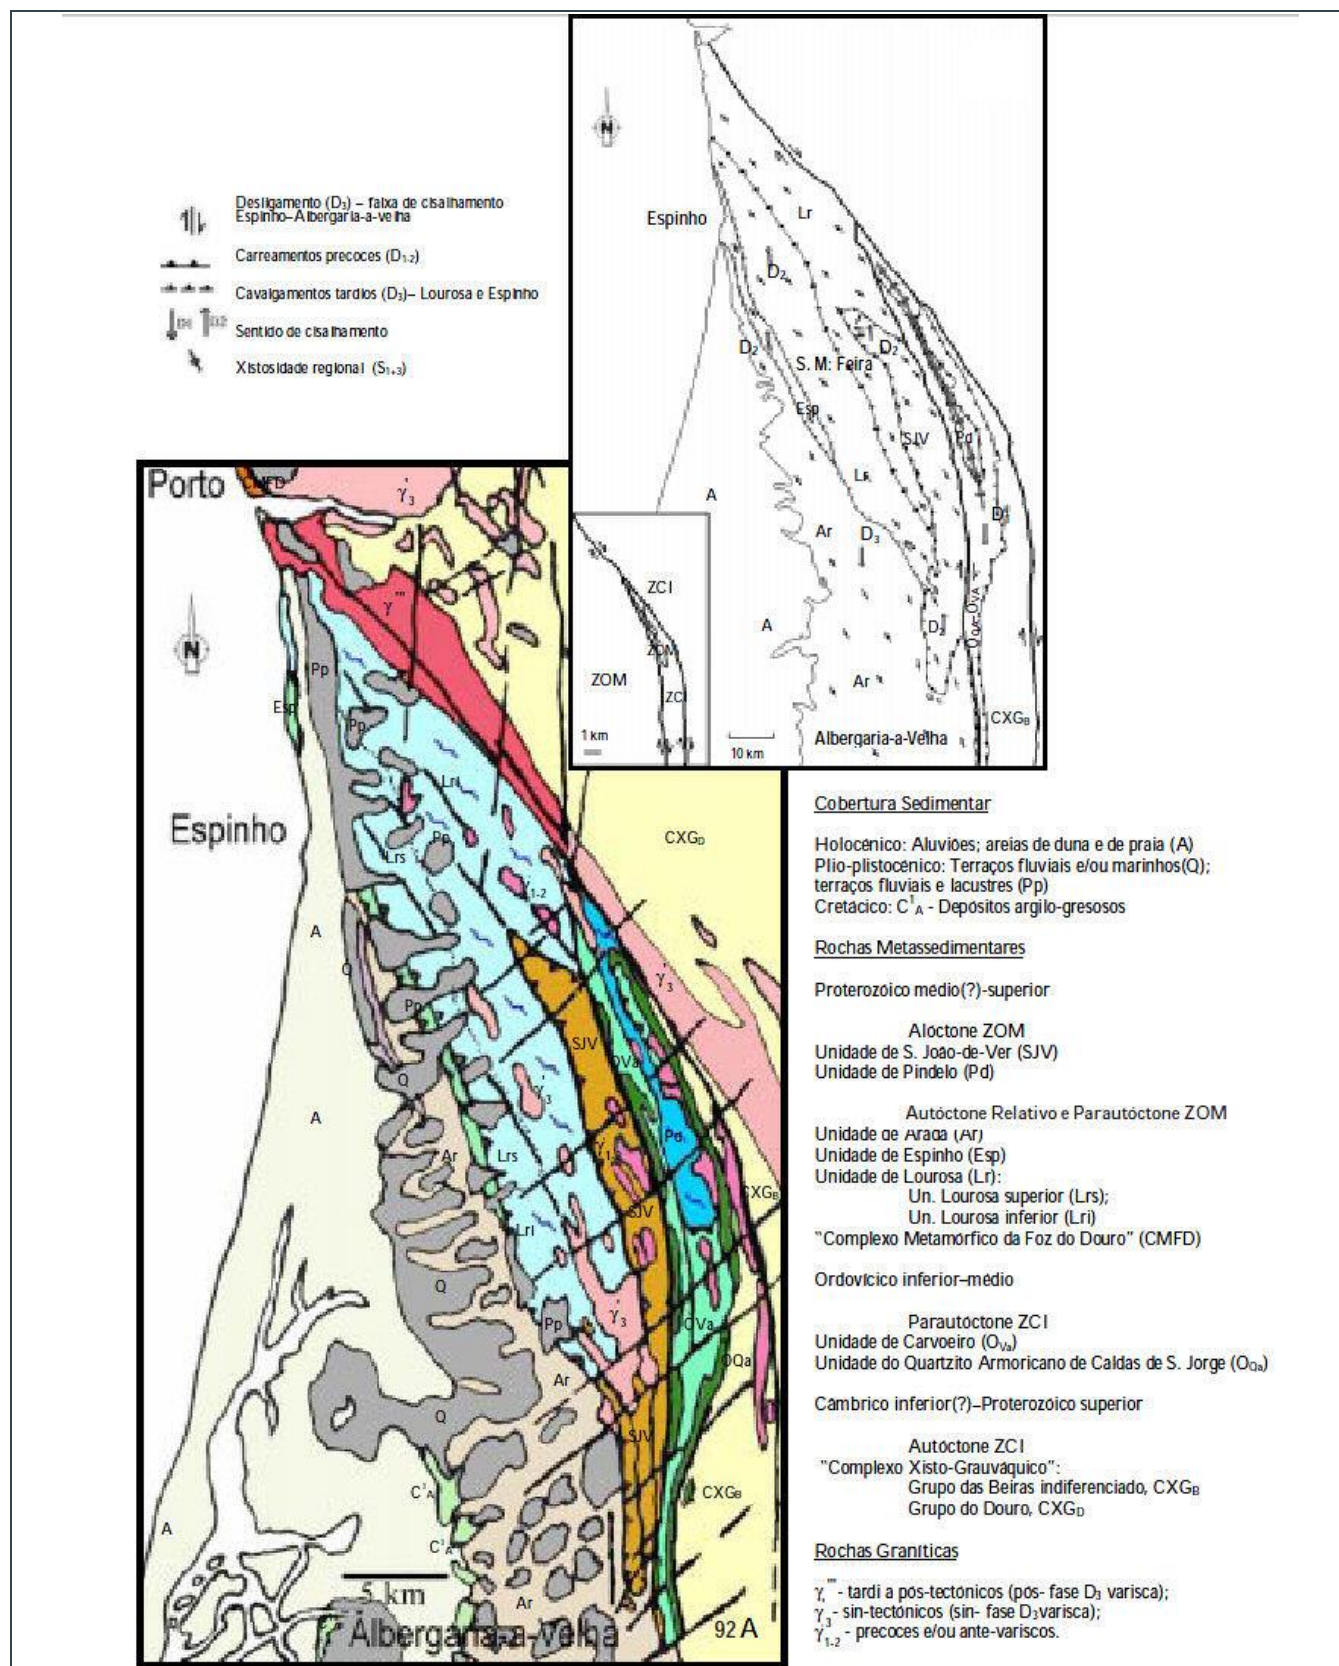 Desligamento (D3) – faixa de cisalhamento
Espinho–Albergaria-a-velha
Carreamentos precoces (D1-2)
Cavalgamentos tardios (D3)– Lourosa e Espinho
D1 D2 Sentido de cisalhamento
Xistosidade regional (S1+3)
N
Espinho
Lr
D2
D2
D2
S. M: Feira
Esp
SJV
Pd
Lr
A
Ar
D3
D
A
D2
OQA–OVA
Ar
CXGB
Albergaria-a-Velha
10 km
ZCI
ZOM
ZOM
ZCI
1 km
Porto
CMFD
γ'3
γ'''
N
Pp
Esp
Pp
Lri
Espinho
Pp
Lrs
CXGD
γ1-2
A
Q
γ'3
Pp
SJV
OVa
Q
γ'3
A
Ar
Lrs
Pd
γ1-
CXGB
SJV
Lri
Q
Pp
γ'3
OVa
OQa
Ar
Q
SJV
C1A
CXGB
A
C1A
5 km
Ar
Albergaria-a-Velha
92 A
Cobertura Sedimentar
Holocénico: Aluviões; areias de duna e de praia (A)
Plio-plistocénico: Terraços fluviais e/ou marinhos(Q);
terraços fluviais e lacustres (Pp)
Cretácico: C1A - Depósitos argilo-gresosos
Rochas Metassedimentares
Proterozóico médio(?)-superior
Alóctone ZOM
Unidade de S. João-de-Ver (SJV)
Unidade de Pindelo (Pd)
Autóctone Relativo e Parautóctone ZOM
Unidade de Arada (Ar)
Unidade de Espinho (Esp)
Unidade de Lourosa (Lr):
Un. Lourosa superior (Lrs);
Un. Lourosa inferior (Lri)
"Complexo Metamórfico da Foz do Douro" (CMFD)
Ordovícico inferior–médio
Parautóctone ZCI
Unidade de Carvoeiro (OVa)
Unidade do Quartzito Armoricano de Caldas de S. Jorge (OQa)
Câmbrico inferior(?)–Proterozóico superior
Autóctone ZCI
"Complexo Xisto-Grauváquico":
Grupo das Beiras indiferenciado, CXGB
Grupo do Douro, CXGD
Rochas Graníticas
γ,''' - tardi a pós-tectónicos (pós- fase D3 varisca);
γ3 - sin-tectónicos (sin- fase D3varisca);
γ1-2 - precoces e/ou ante-variscos.